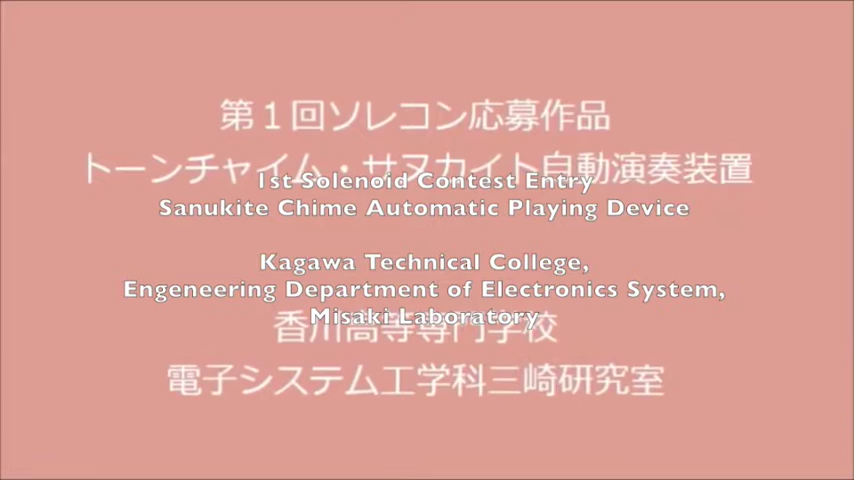 第１回ソレコン応募作品
トーンチャイム・サヌカイト自動演奏装置
1st Solenoid Contest Entry
Sanukite Chime Automatic Playing Device
Kagawa Technical College,
Engeneering Department of Electronics System,
Misaki Laboratory
香川高等専門学校
電子システム工学科三崎研究室